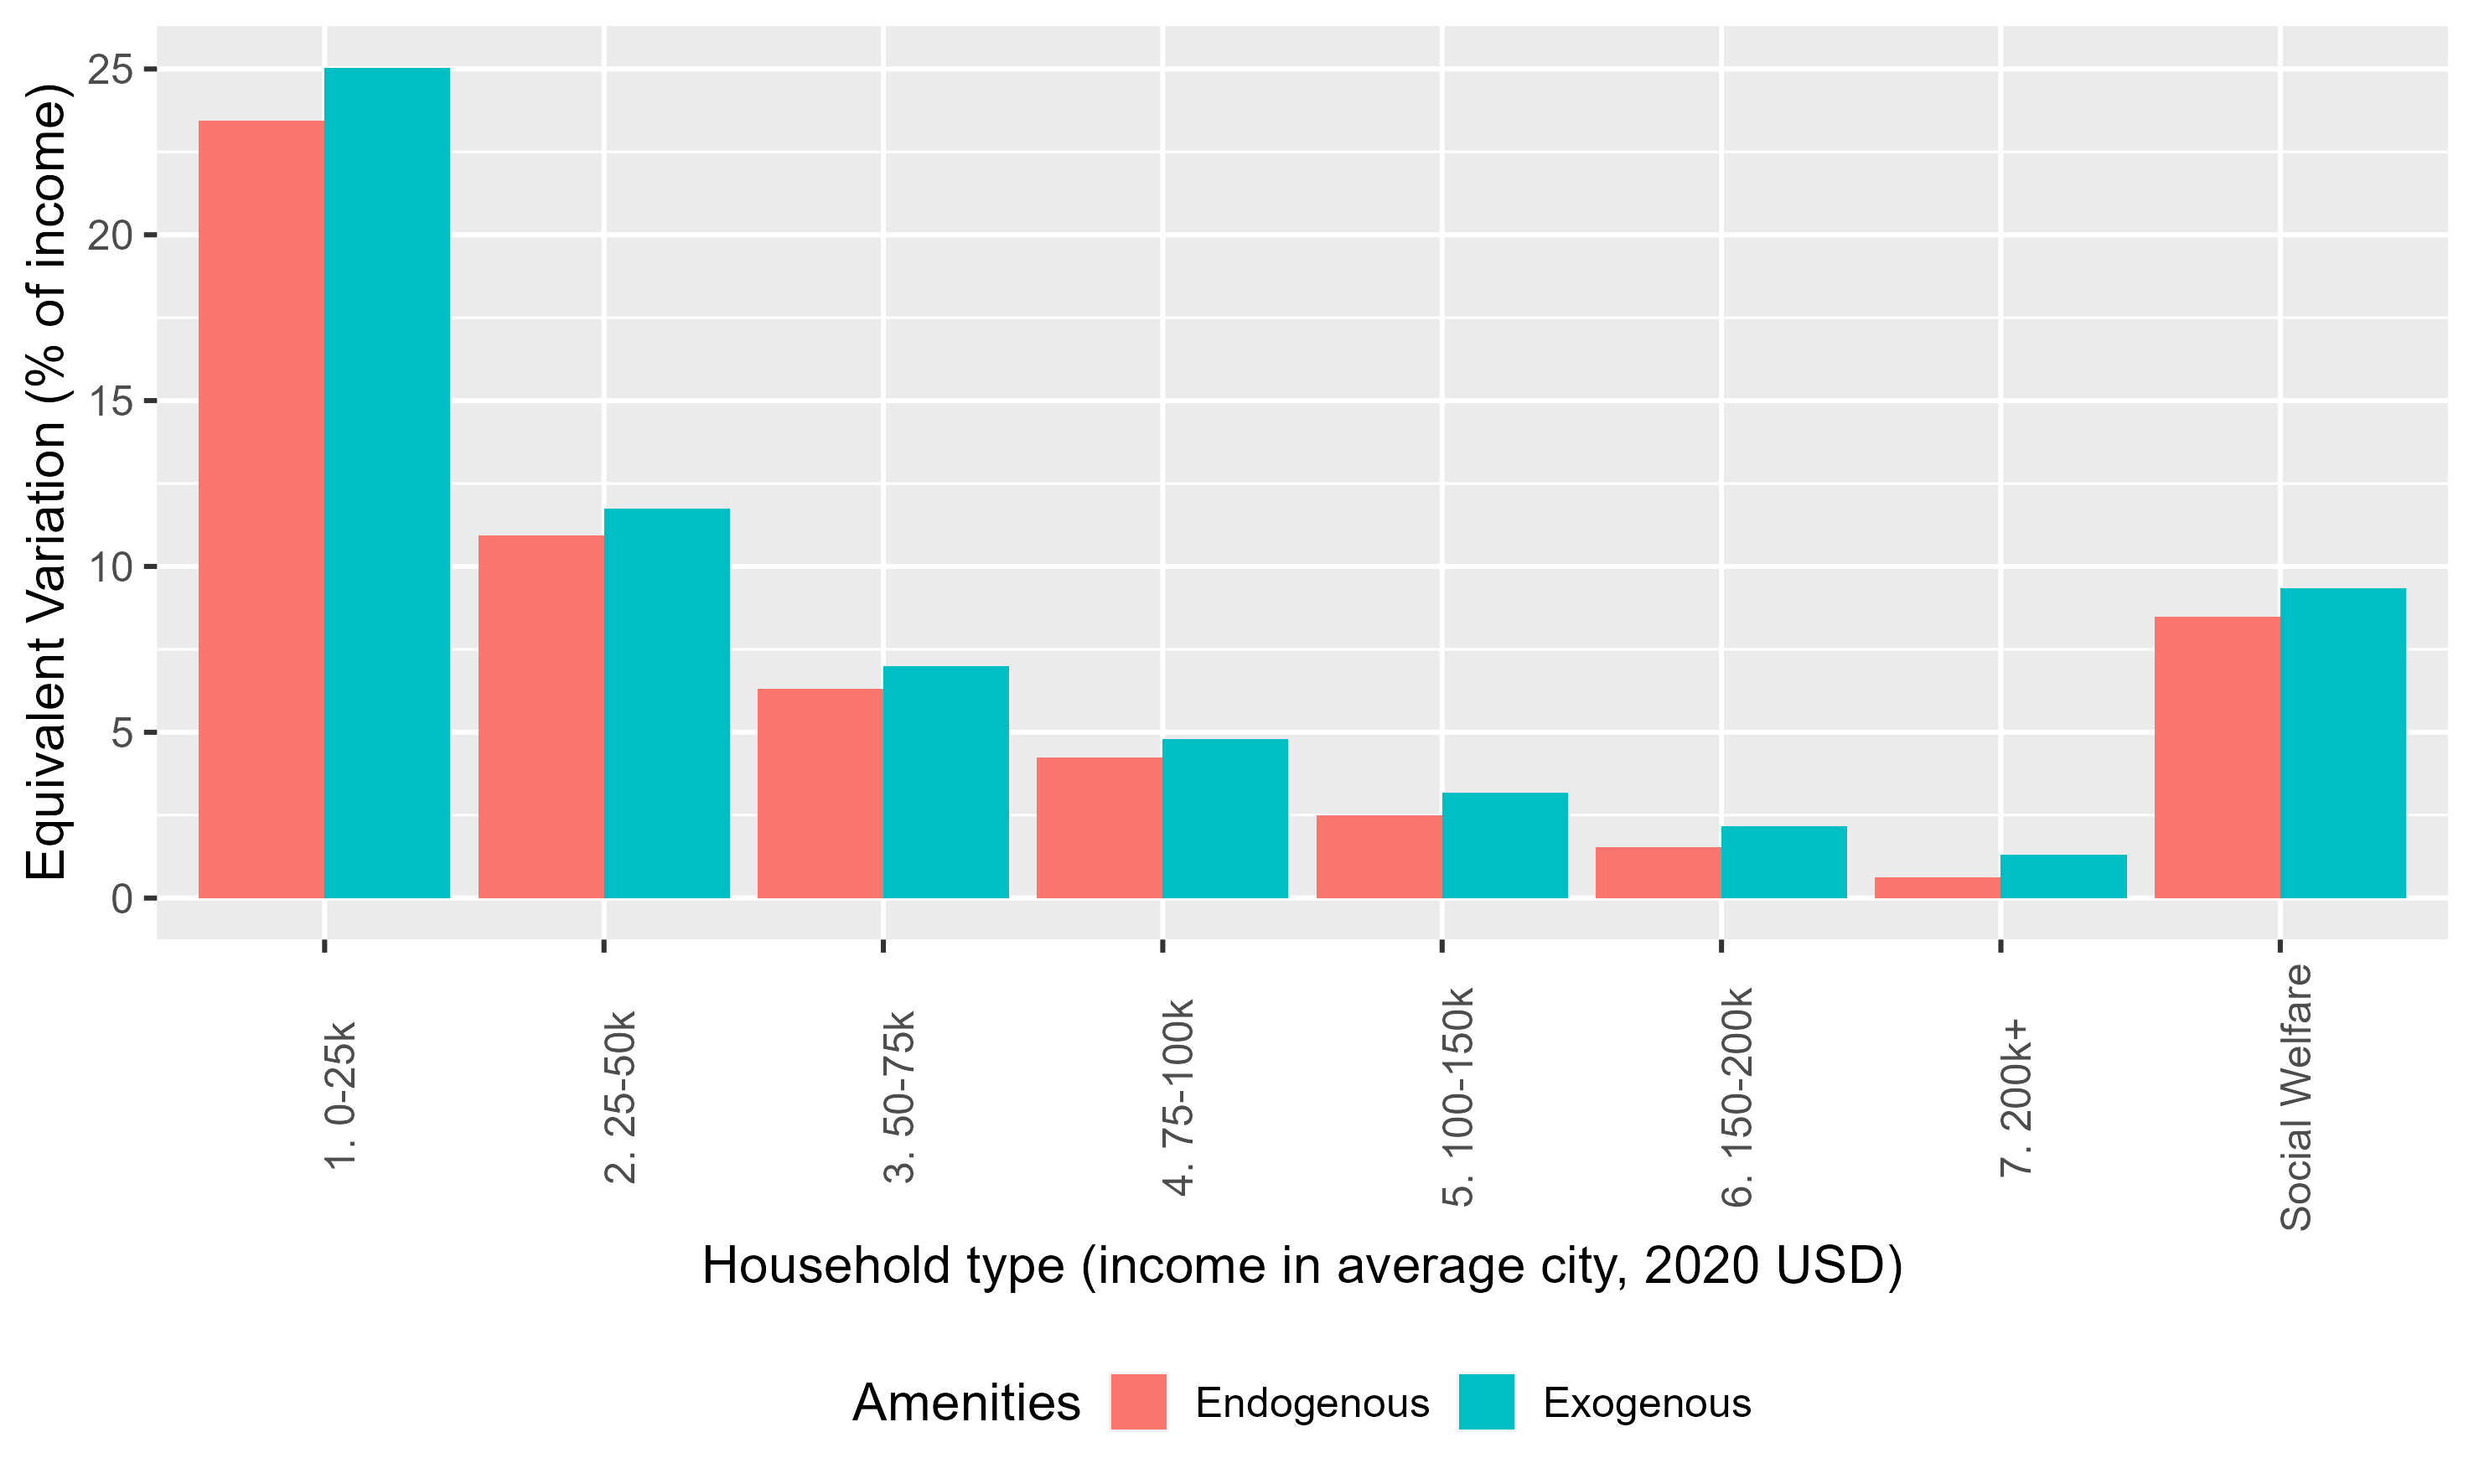 Equivalent Variation (% of income)
25
20
15
10
5
0
1. 0-25k
2. 25-50k
3. 50-75k
4. 75-100k
5. 100-150k
6. 150-200k
7. 200k+
Social Welfare
Household type (income in average city, 2020 USD)
Amenities Endogenous Exogenous